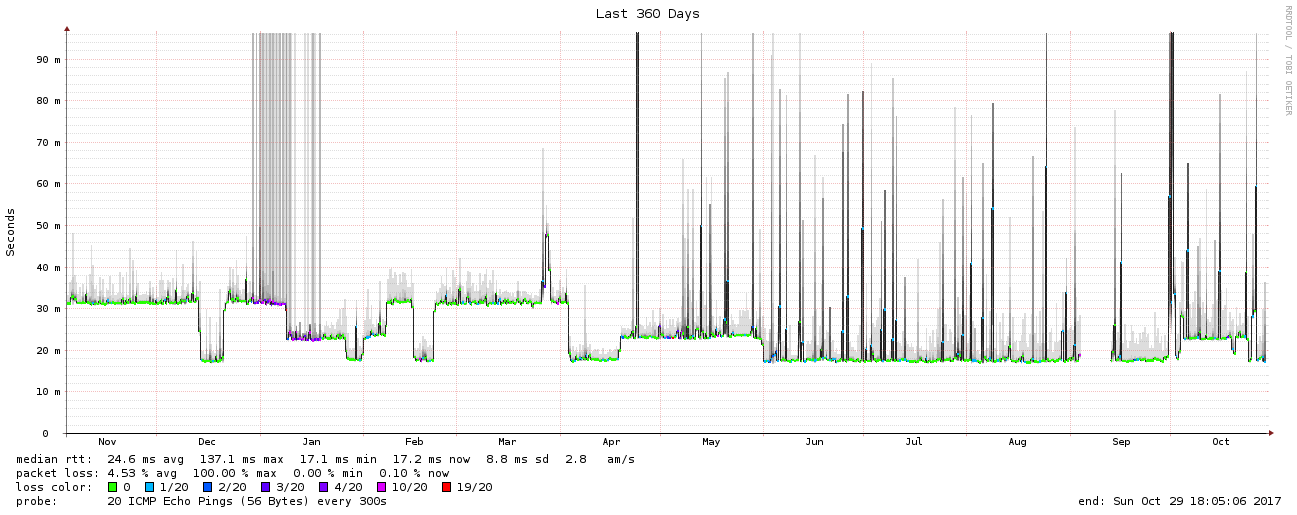 Last 360 Days
RRDTOOL / TOBI OETIKER
Seconds
90 m
80 m
70 m
60 m
50 m
40 m
30 m
20 m
10 m
0
Nov Dec Jan Feb Mar Apr May Jun Jul Aug Sep Oct
median rtt: 24.6 ms avg 137.1 ms max 17.1 ms min 17.2 ms now 8.8 ms sd 2.8 am/s
packet loss: 4.53 % avg 100.00 % max 0.00 % min 0.10 % now
loss color: 0 1/20 2/20 3/20 4/20 10/20 19/20
probe: 20 ICMP Echo Pings (56 Bytes) every 300s end: Sun Oct 29 18:05:06 2017